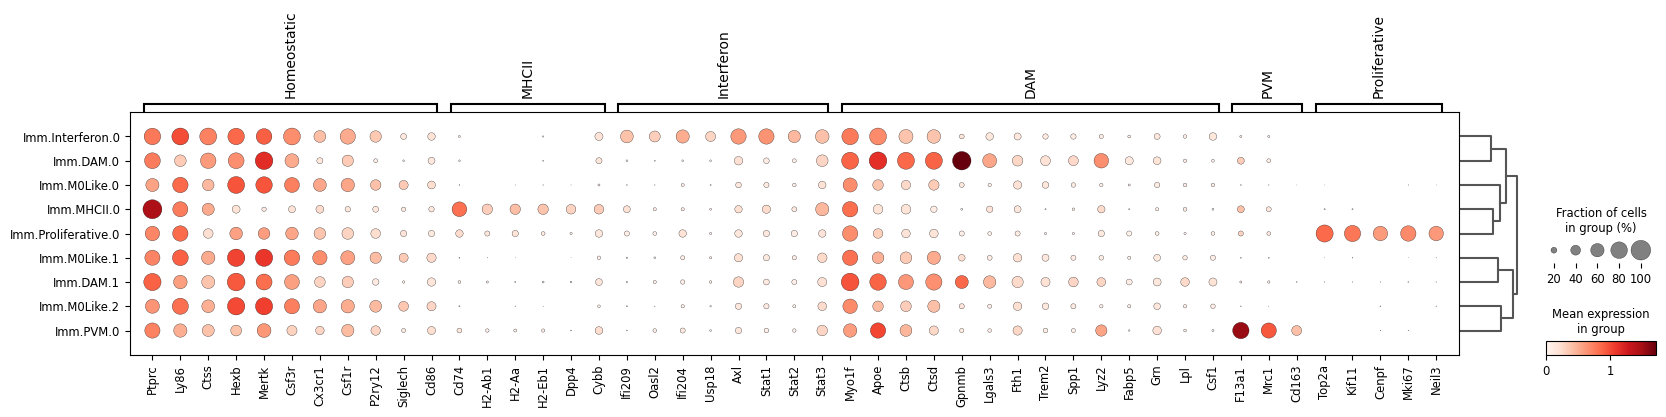 Homeostatic
MHCII
Interferon
DAM
PVM
Proliferative
Imm.Interferon.0
Imm.DAM.0
Imm.M0Like.0
Imm.MHCII.0
Imm.Proliferative.0
Imm.M0Like.1
Imm.DAM.1
Imm.M0Like.2
Imm.PVM.0
Ptprc
Ly86
Ctss
Hexb
Mertk
Csf3r
Cx3cr1
Csf1r
P2ry12
Siglech
Cd86
Cd74
H2-Ab1
H2-Aa
H2-Eb1
Dpp4
Cybb
Ifi209
Oasl2
Ifi204
Usp18
Axl
Stat1
Stat2
Stat3
Myo1f
Apoe
Ctsb
Ctsd
Gpnmb
Lgals3
Fth1
Trem2
Spp1
Lyz2
Fabp5
Grn
Lpl
Csf1
F13a1
Mrc1
Cd163
Top2a
Kif11
Cenpf
Mki67
Neil3
Fraction of cells
in group (%)
20 40 60 80 100
Mean expression
in group
0 1